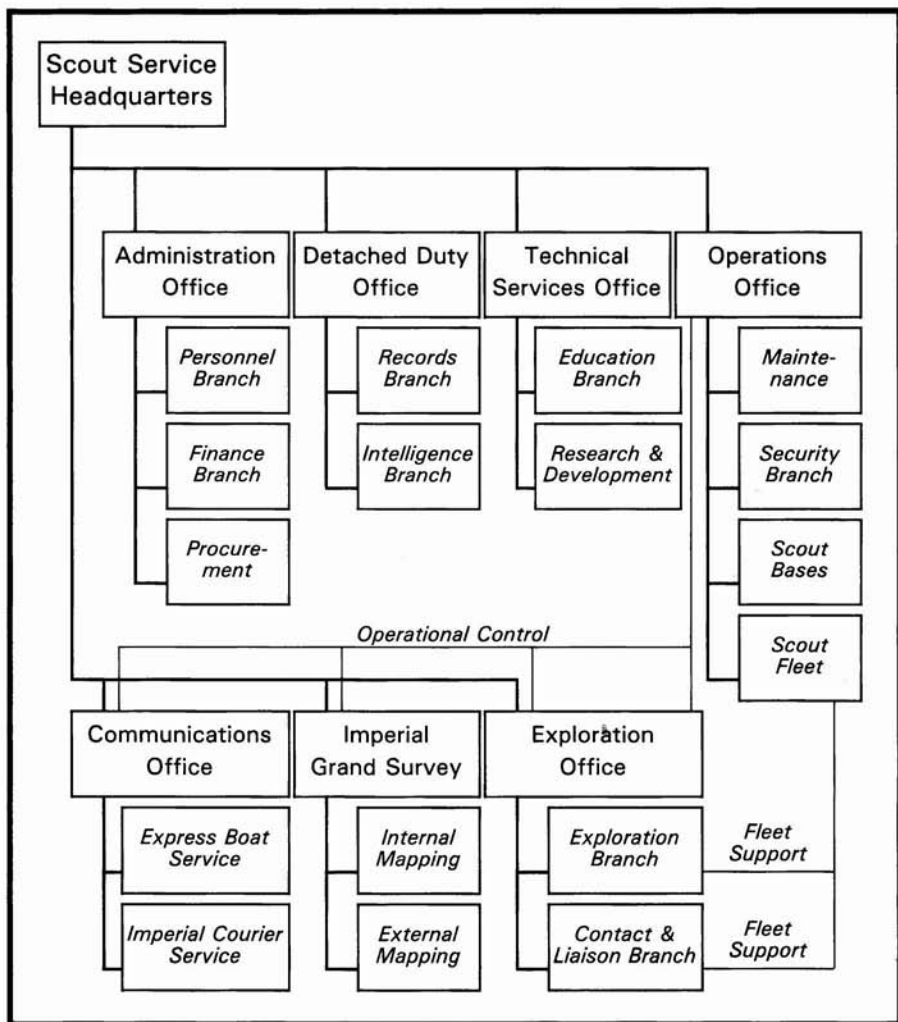 Scout Service
Headquarters
Administration
Office
Detached Duty
Office
Technical
Services Office
Operations
Office
Personnel
Branch
Records
Branch
Education
Branch
Mainte-
nance
Finance
Branch
Intelligence
Branch
Research &
Development
Security
Branch
Procure-
ment
Scout
Bases
Operational Control
Scout
Fleet
Communications
Office
Imperial
Grand Survey
Exploration
Office
Express Boat
Service
Internal
Mapping
Exploration
Branch
Fleet
Support
Imperial Courier
Service
External
Mapping
Contact &
Liaison Branch
Fleet
Support